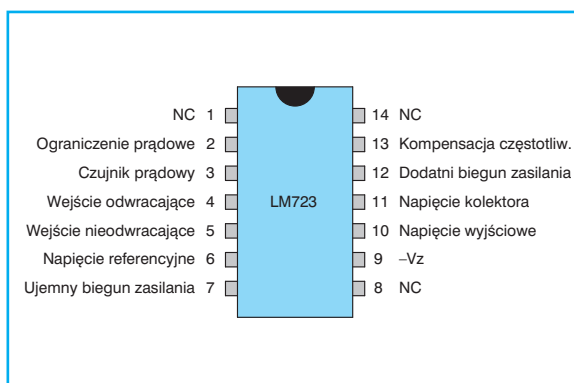 NC 1
14 NC
Ograniczenie prądowe 2
13 Kompensacja częstotliw.
Czujnik prądowy 3
12 Dodatni biegun zasilania
Wejście odwracające 4
LM723
11 Napięcie kolektora
Wejście nieodwracające 5
10 Napięcie wyjściowe
Napięcie referencyjne 6
9 –Vz
Ujemny biegun zasilania 7
8 NC